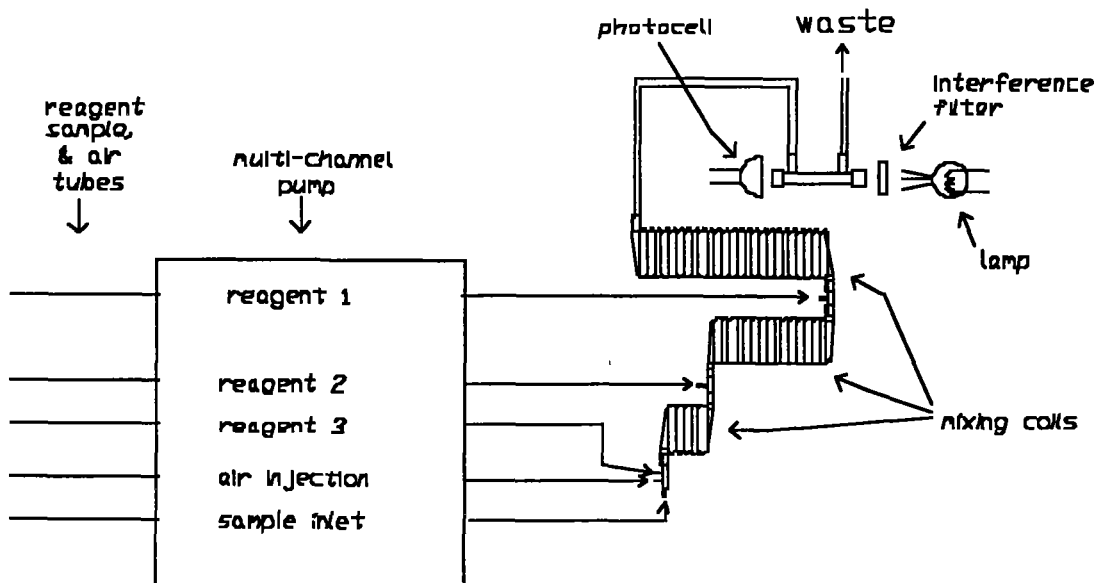 photocell
waste
interference
filter
reagent
sample,
& air
tubes
multi-channel
pump
lamp
reagent 1
reagent 2
reagent 3
air injection
sample inlet
mixing coils